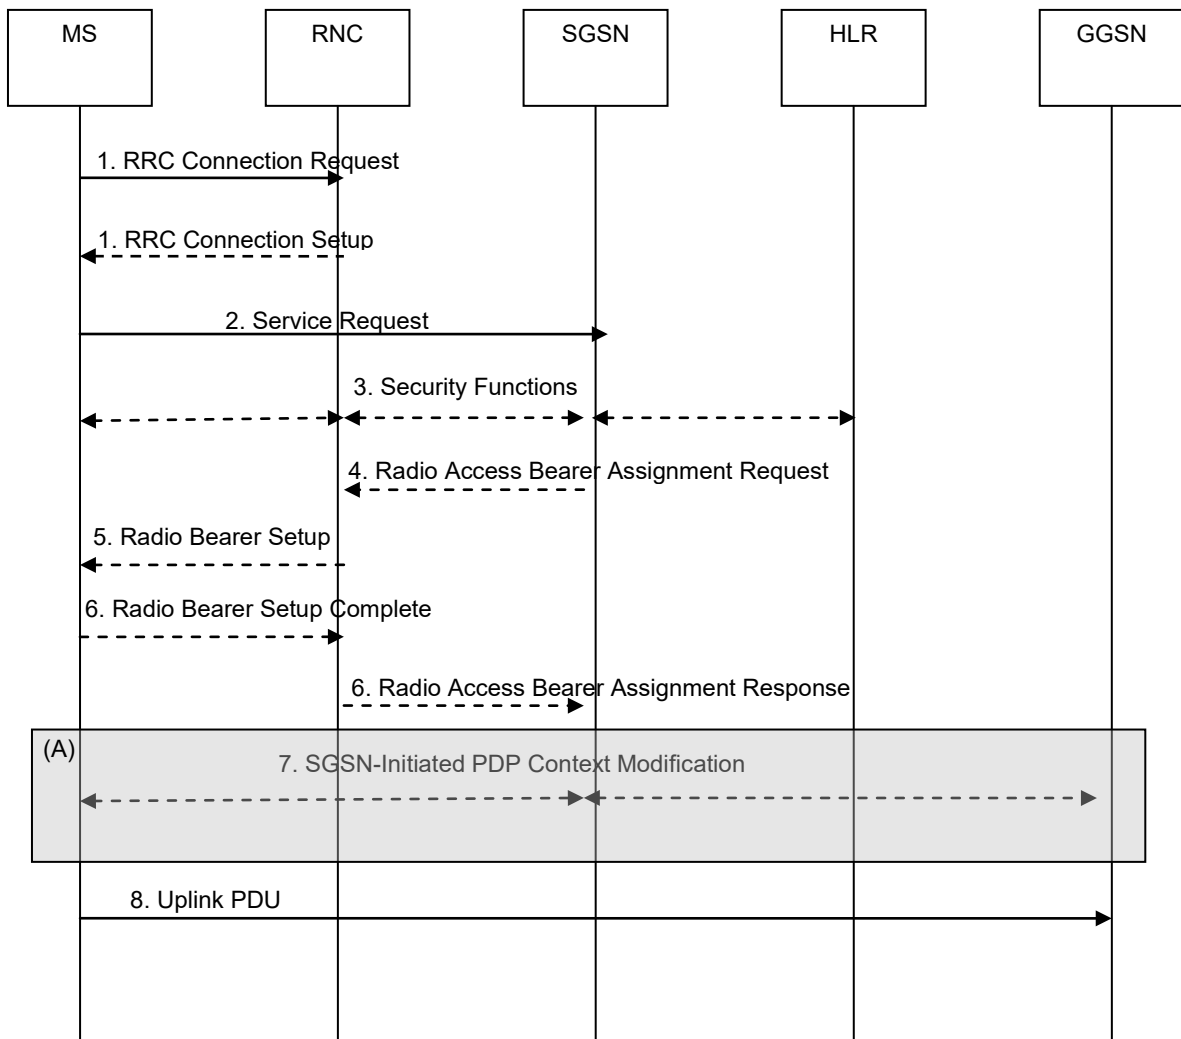 MS
RNC
SGSN
HLR
GGSN
1. RRC Connection Request
1. RRC Connection Setup
2. Service Request
3. Security Functions
4. Radio Access Bearer Assignment Request
5. Radio Bearer Setup
6. Radio Bearer Setup Complete
6. Radio Access Bearer Assignment Response
(A)
7. SGSN-Initiated PDP Context Modification
8. Uplink PDU